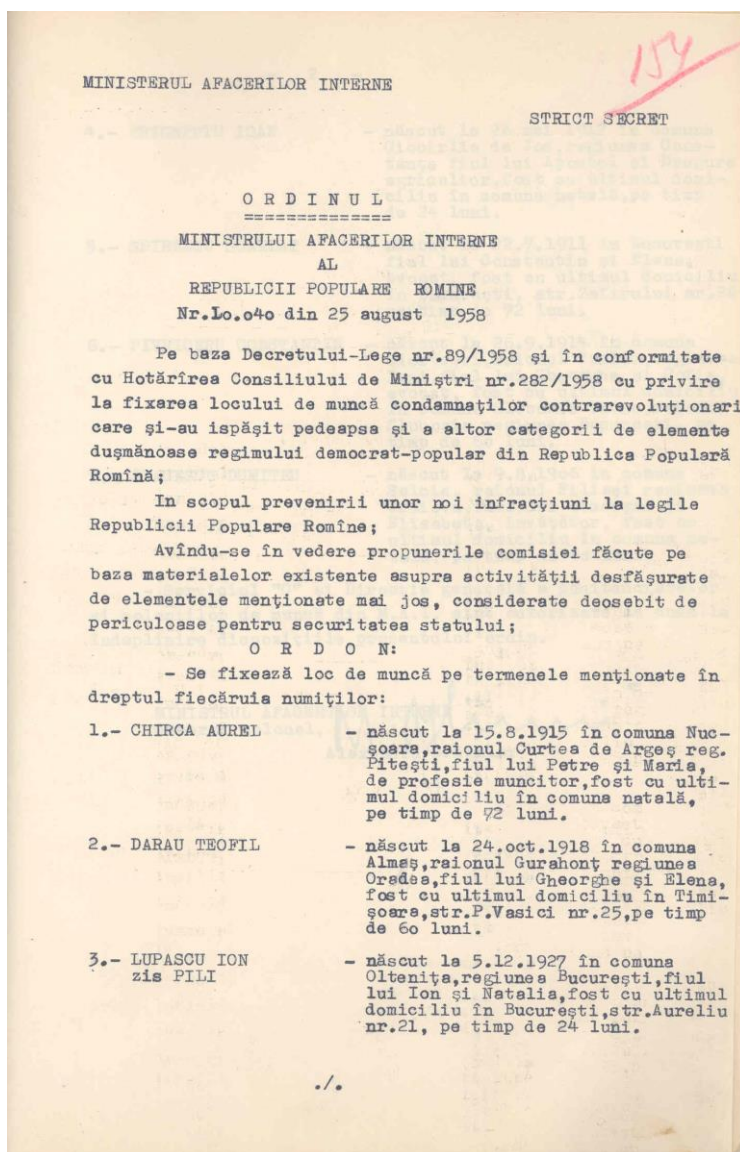 154
MINISTERUL AFACERILOR INTERNE
STRICT SECRET
O R D I N U L
==============
MINISTRULUI AFACERILOR INTERNE
AL
REPUBLICII POPULARE ROMINE
Nr.lo.o4o din 25 august 1958
Pe baza Decretului-Lege nr.89/1958 şi în conformitate
cu Hotărîrea Consiliului de Miniştri nr.282/1958 cu privire
la fixarea locului de muncă condamnaţilor contrarevoluţionari
care şi-au ispăşit pedeapsa şi a altor categorii de elemente
duşmănoase regimului democrat-popular din Republica Populară
Romînă;
In scopul prevenirii unor noi infracţiuni la legile
Republicii Populare Romîne;
Avîndu-se în vedere propunerile comisiei făcute pe
baza materialelor existente asupra activităţii desfăşurate
de elementele menţionate mai jos, considerate deosebit de
periculoase pentru securitatea statului;
O R D O N:
- Se fixează loc de muncă pe termenele menţionate în
dreptul fiecăruia numiţilor:
1.- CHIRCA AUREL - născut la 15.8.1915 în comuna Nuc-
şoara,raionul Curtea de Argeş reg.
Piteşti,fiul lui Petre şi Maria,
de profesie muncitor,fost cu ulti-
mul domiciliu în comuna natală,
pe timp de 72 luni.
2.- DARAU TEOFIL - născut la 24.oct.1918 în comuna
Almaş,raionul Gurahonţ regiunea
Oradea,fiul lui Gheorghe şi Elena,
fost cu ultimul domiciliu în Timi-
şoara,str.P.Vasici nr.25,pe timp
de 6o luni.
3.- LUPASCU ION - născut la 5.12.1927 în comuna
zis PILI Olteniţa,regiunea Bucureşti,fiul
lui Ion şi Natalia,fost cu ultimul
domiciliu în Bucureşti,str.Aureliu
nr.21, pe timp de 24 luni.
./.